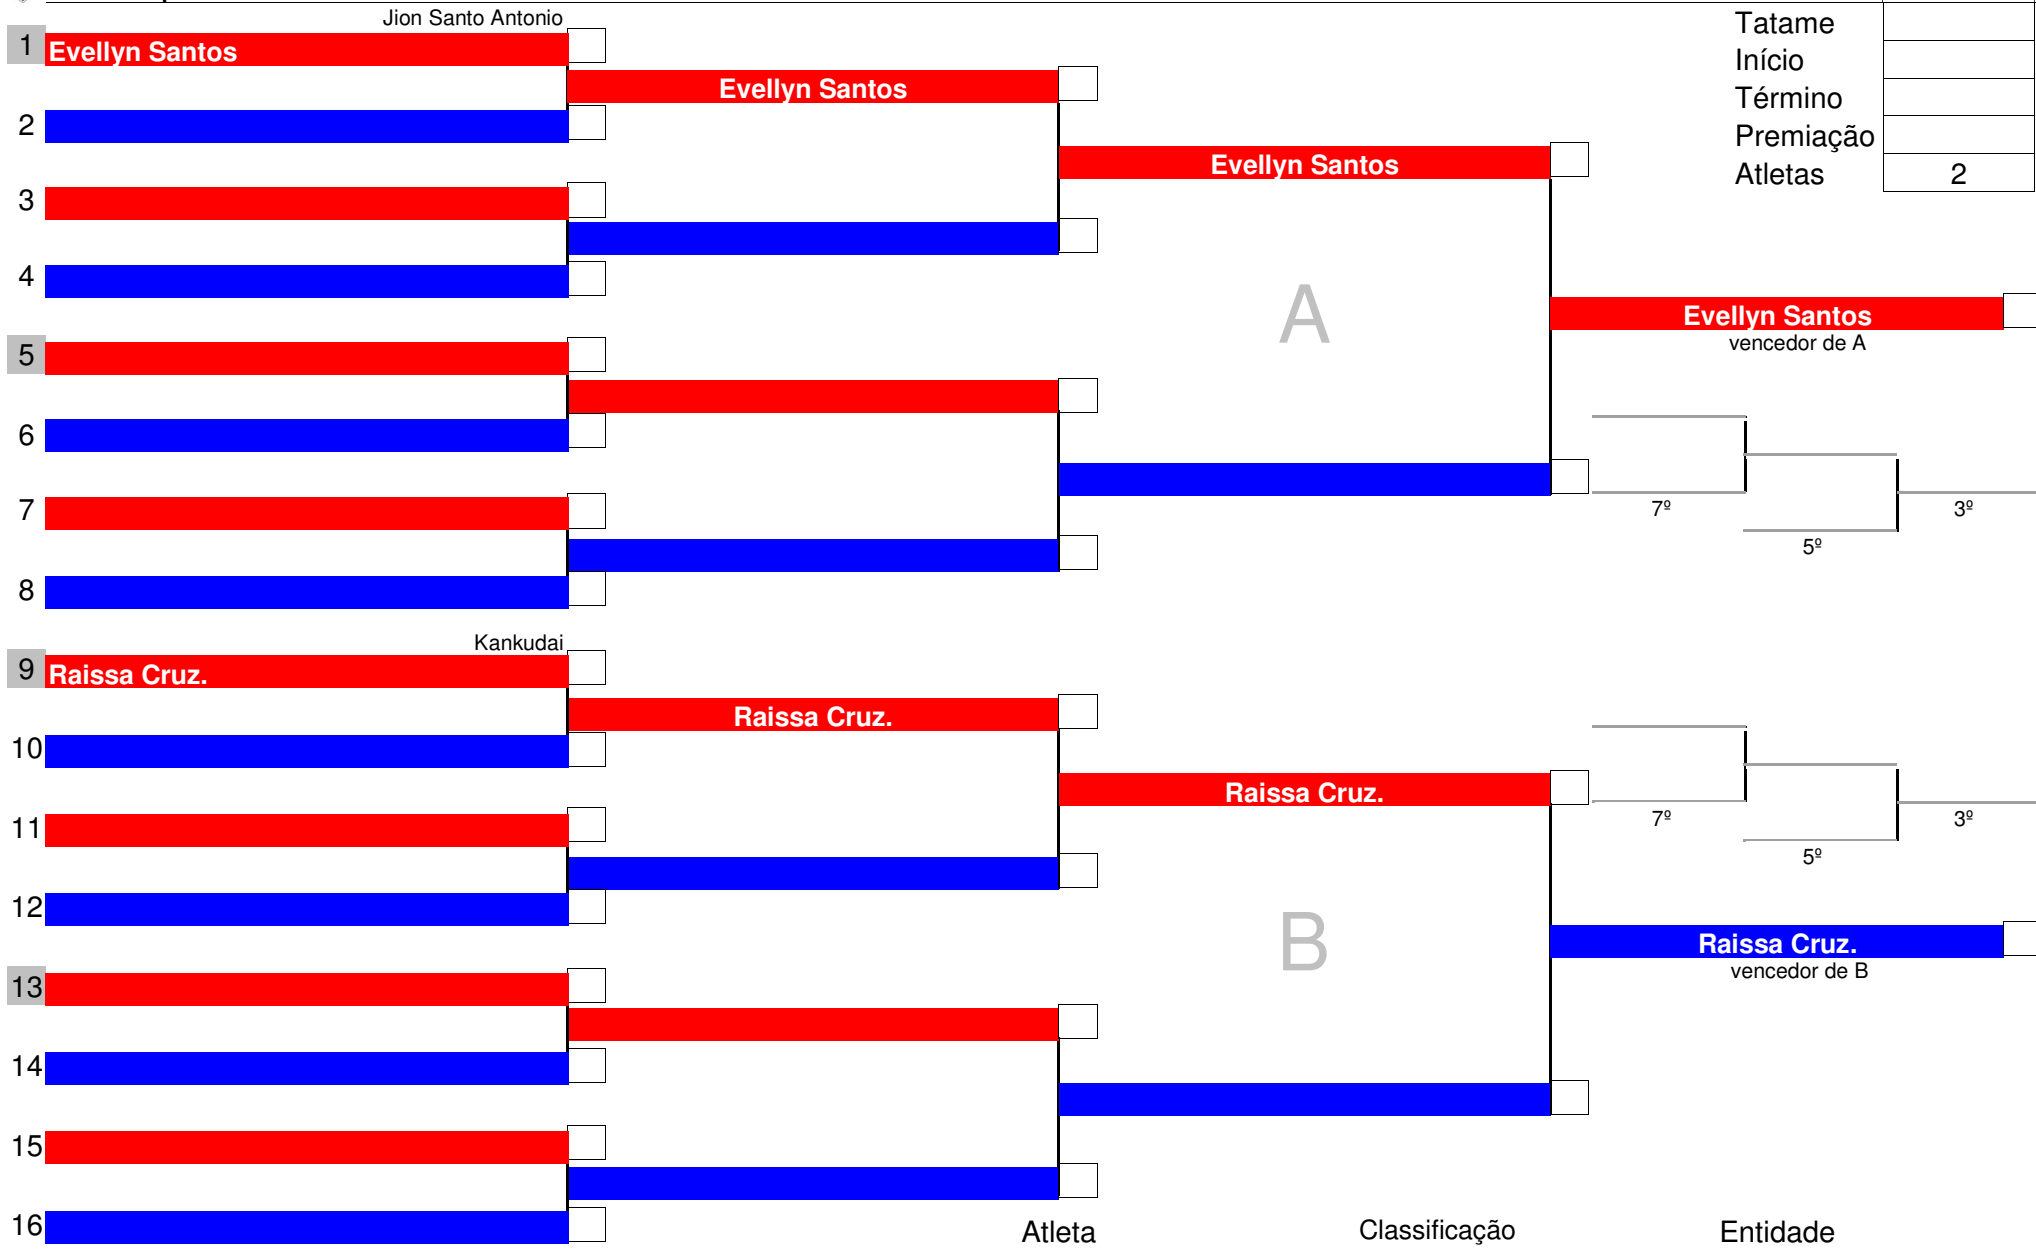 Jion Santo Antonio
1 Evellyn Santos
Evellyn Santos
2
Evellyn Santos
3
4
A
Evellyn Santos
vencedor de A
5
6
7
8
7º
5º
3º
Tatame
Início
Término
Premiação
Atletas 2
Kankudai
9 Raissa Cruz.
Raissa Cruz.
10
Raissa Cruz.
11
12
7º
5º
3º
B
Raissa Cruz.
vencedor de B
13
14
15
16
Atleta Classificação Entidade